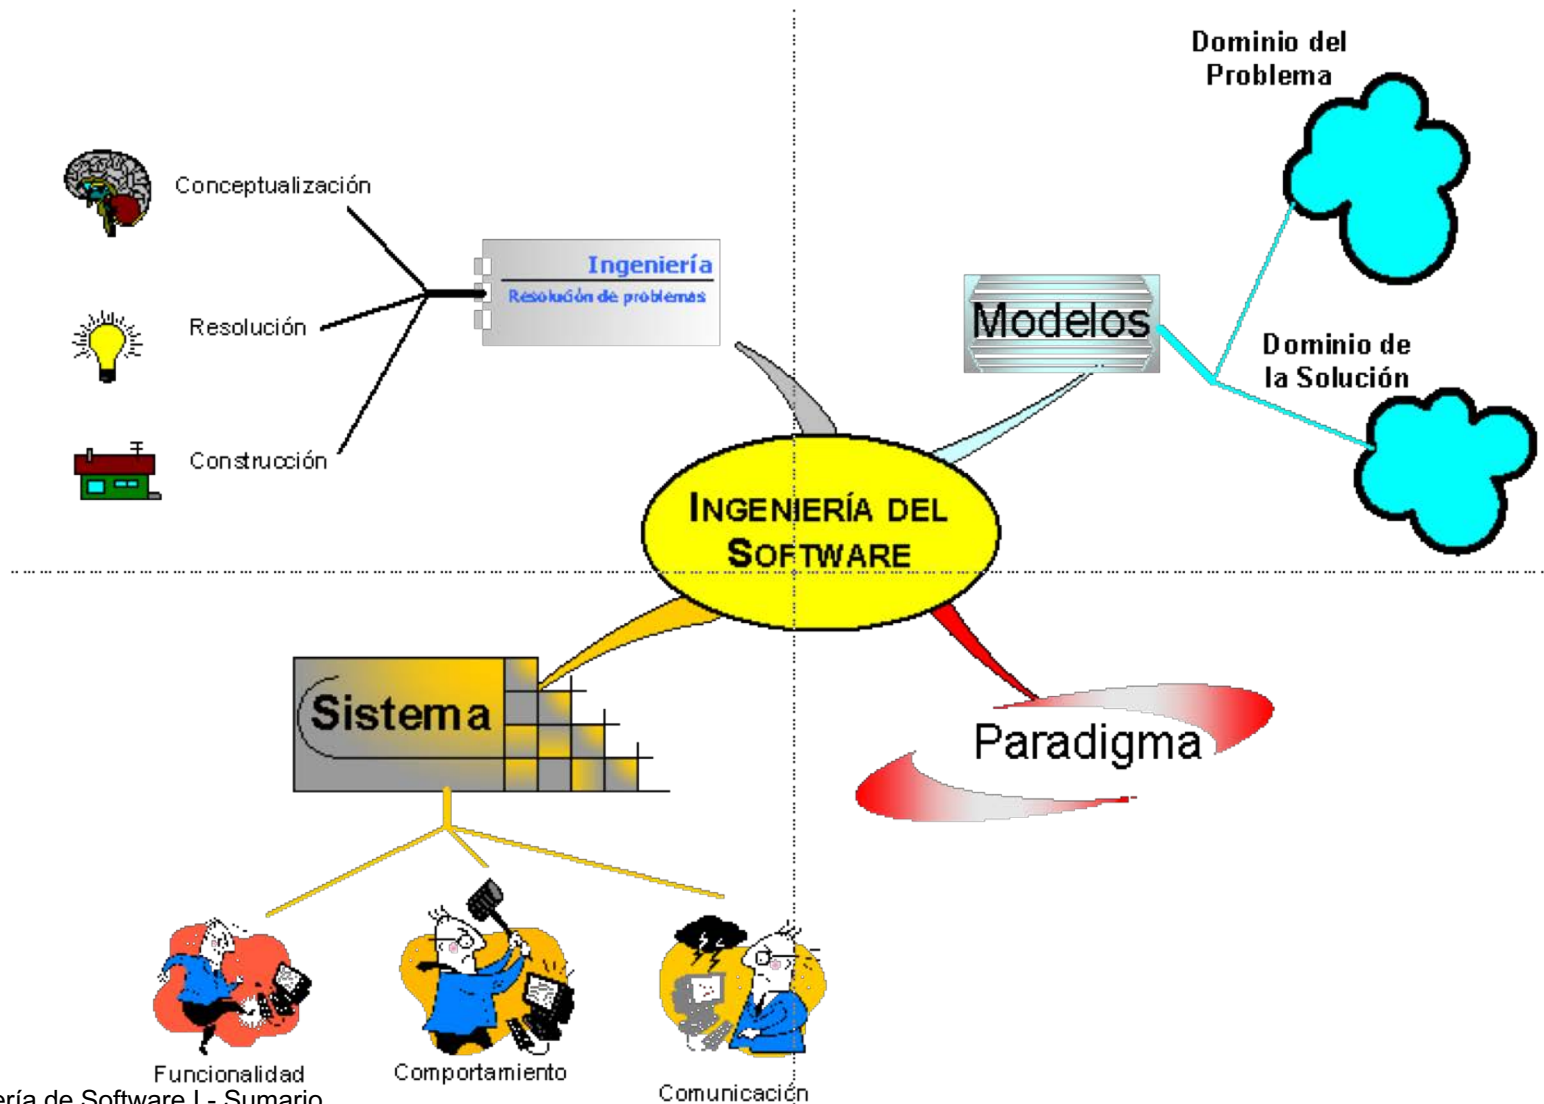 Conceptualización
Resolución
Construcción
Ingeniería
Resolución de problemas
Modelos
Dominio del
Problema
Dominio de
la Solución
INGENIERÍA DEL
SOFTWARE
Sistema
Paradigma
Funcionalidad
Comportamiento
Comunicación
ería de Software I - Sumario